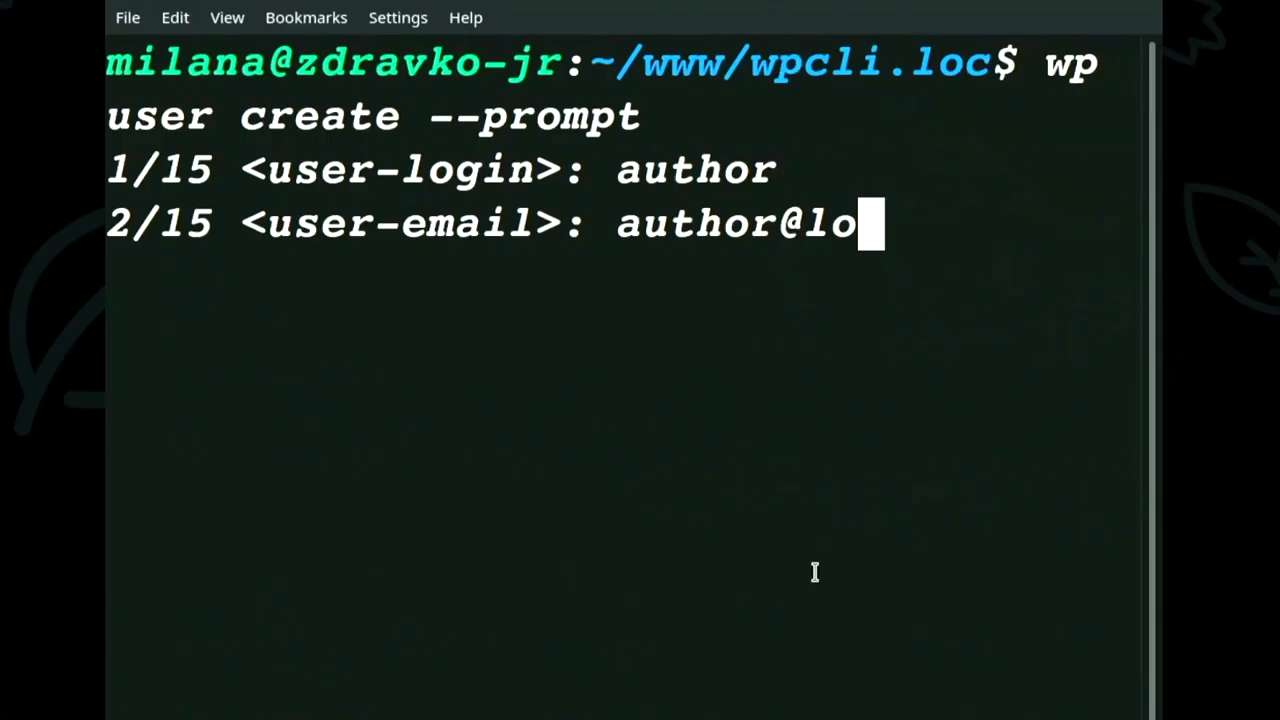 File Edit View Bookmarks Settings Help
milana@zdravko-jr:~/www/wpcli.loc$ wp
user create --prompt
1/15 <user-login>: author
2/15 <user-email>: author@lo